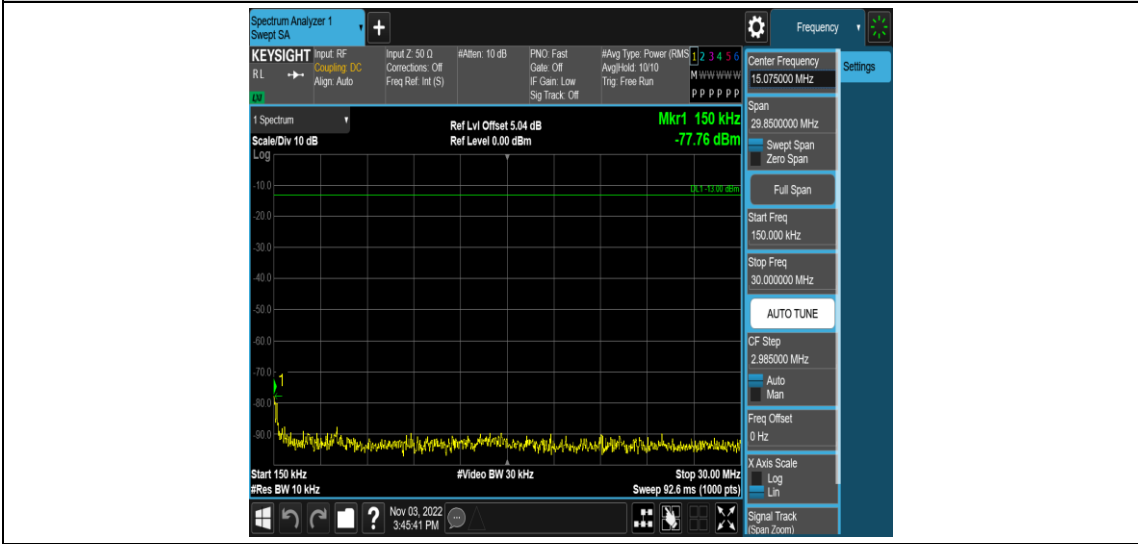 Spectrum Analyzer 1
Swept SA
+
Frequency
KEYSIGHT
RL
Input: RF
Coupling: DC
Align: Auto
Input Z: 50 Ω
Corrections: Off
Freq Ref: Int (S)
#Atten: 10 dB
PNO: Fast
Gate: Off
IF Gain: Low
Sig Track: Off
#Avg Type: Power (RMS
Avg|Hold: 10/10
Trig: Free Run
1 2 3 4 5 6
M W W W W W
P P P P P P
1 Spectrum
Scale/Div 10 dB
Log
Ref Lvl Offset 5.04 dB
Ref Level 0.00 dBm
Mkr1 150 kHz
-77.76 dBm
DL1 -13.00 dBm
-10.0
-20.0
-30.0
-40.0
-50.0
-60.0
-70.0
1
-80.0
-90.0
Start 150 kHz
#Video BW 30 kHz
Stop 30.00 MHz
#Res BW 10 kHz
Sweep 92.6 ms (1000 pts)
?
Nov 03, 2022
3:45:41 PM
Center Frequency
15.075000 MHz
Settings
Span
29.8500000 MHz
Swept Span
Zero Span
Full Span
Start Freq
150.000 kHz
Stop Freq
30.000000 MHz
AUTO TUNE
CF Step
2.985000 MHz
Auto
Man
Freq Offset
0 Hz
X Axis Scale
Log
Lin
Signal Track
(Span Zoom)